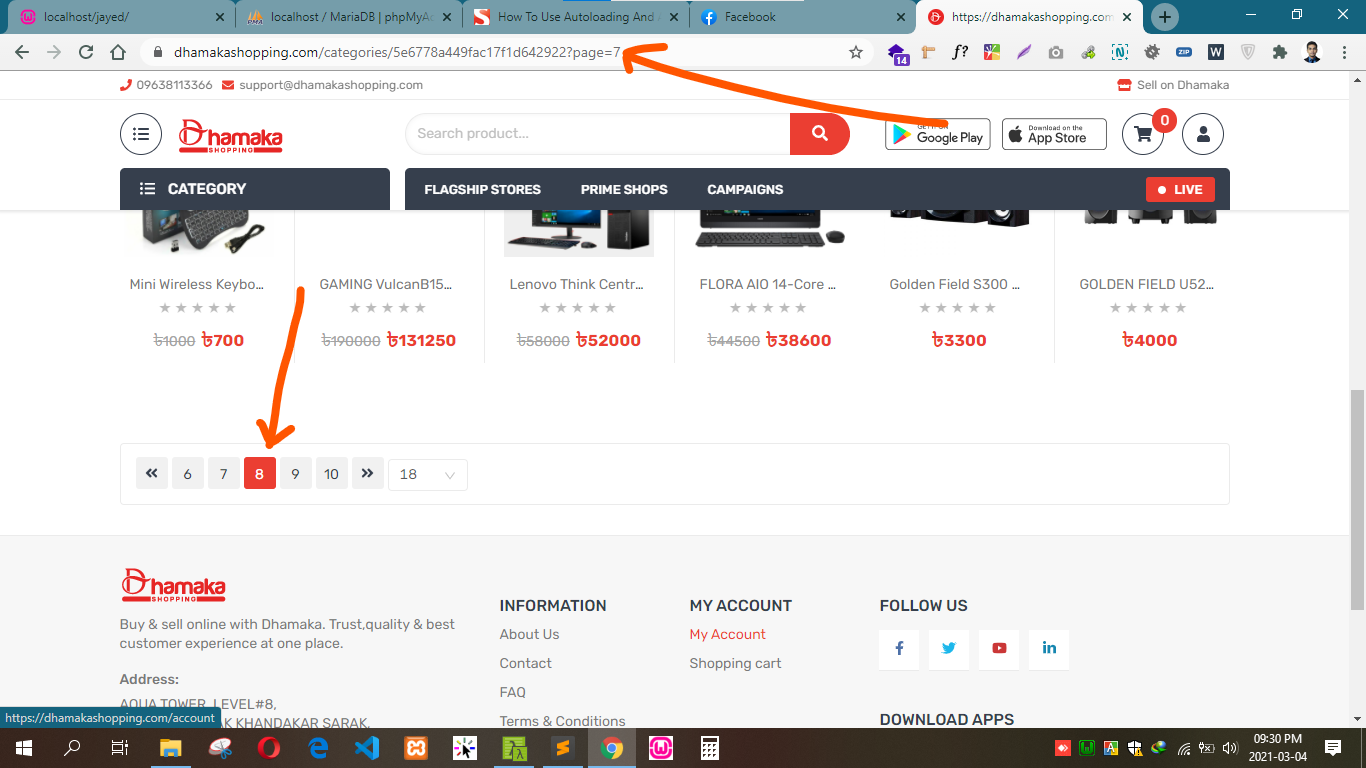 localhost/jayed/
localhost / MariaDB | phpMyAd
How To Use Autoloading And A
Facebook
https://dhamakashopping.com
dhamakashopping.com/categories/5e6778a449fac17f1d642922?page=7
f?
14
ZIP
W
N
09638113366
support@dhamakashopping.com
Sell on Dhamaka
Dhamaka
SHOPPING
Search product...
Google Play
Download on the
App Store
0
CATEGORY
FLAGSHIP STORES
PRIME SHOPS
CAMPAIGNS
LIVE
Mini Wireless Keybo...
GAMING VulcanB15...
Lenovo Think Centr...
FLORA AIO 14-Core ...
Golden Field S300 ...
GOLDEN FIELD U52...
৳1000 ৳700
৳190000 ৳131250
৳58000 ৳52000
৳44500 ৳38600
৳3300
৳4000
« 6 7 8 9 10 » 18
Dhamaka
SHOPPING
Buy & sell online with Dhamaka. Trust,quality & best
customer experience at one place.
Address:
AQUA TOWER, LEVEL#8,
KHANDAKAR SARAK,
INFORMATION
About Us
Contact
FAQ
Terms & Conditions
MY ACCOUNT
My Account
Shopping cart
FOLLOW US
DOWNLOAD APPS
https://dhamakashopping.com/account
09:30 PM
2021-03-04